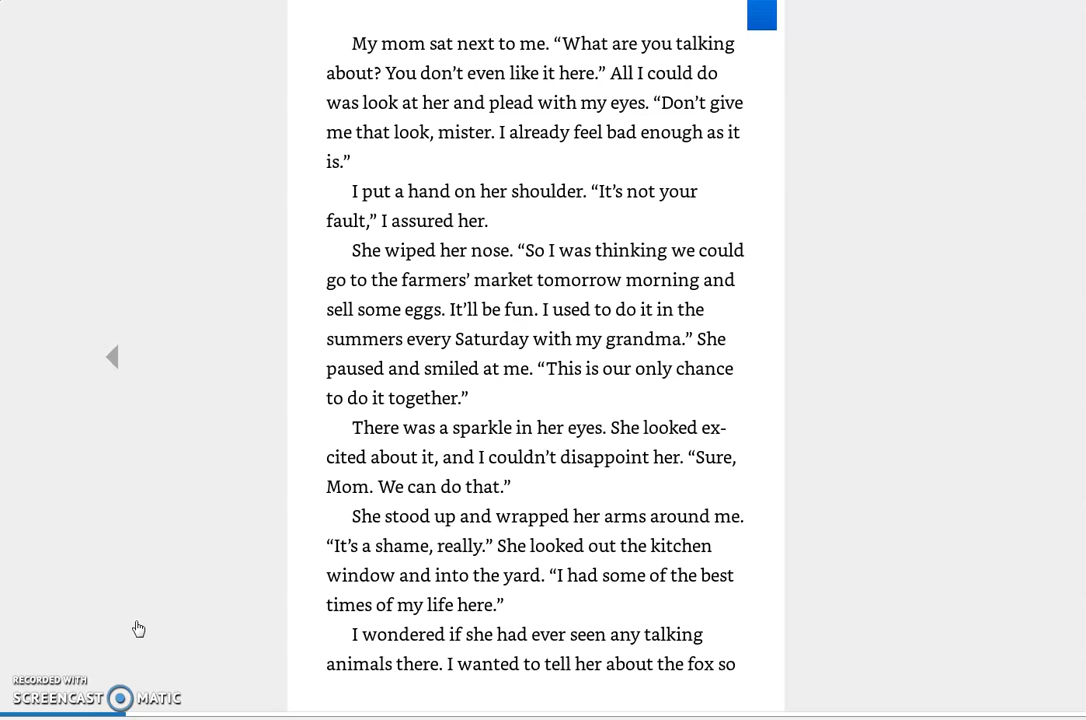 My mom sat next to me. “What are you talking
about? You don’t even like it here.” All I could do
was look at her and plead with my eyes. “Don’t give
me that look, mister. I already feel bad enough as it
is.”
I put a hand on her shoulder. “It’s not your
fault,” I assured her.
She wiped her nose. “So I was thinking we could
go to the farmers’ market tomorrow morning and
sell some eggs. It’ll be fun. I used to do it in the
summers every Saturday with my grandma.” She
paused and smiled at me. “This is our only chance
to do it together.”
There was a sparkle in her eyes. She looked ex-
cited about it, and I couldn’t disappoint her. “Sure,
Mom. We can do that.”
She stood up and wrapped her arms around me.
“It’s a shame, really.” She looked out the kitchen
window and into the yard. “I had some of the best
times of my life here.”
I wondered if she had ever seen any talking
animals there. I wanted to tell her about the fox so
RECORDED WITH
SCREENCAST MATIC